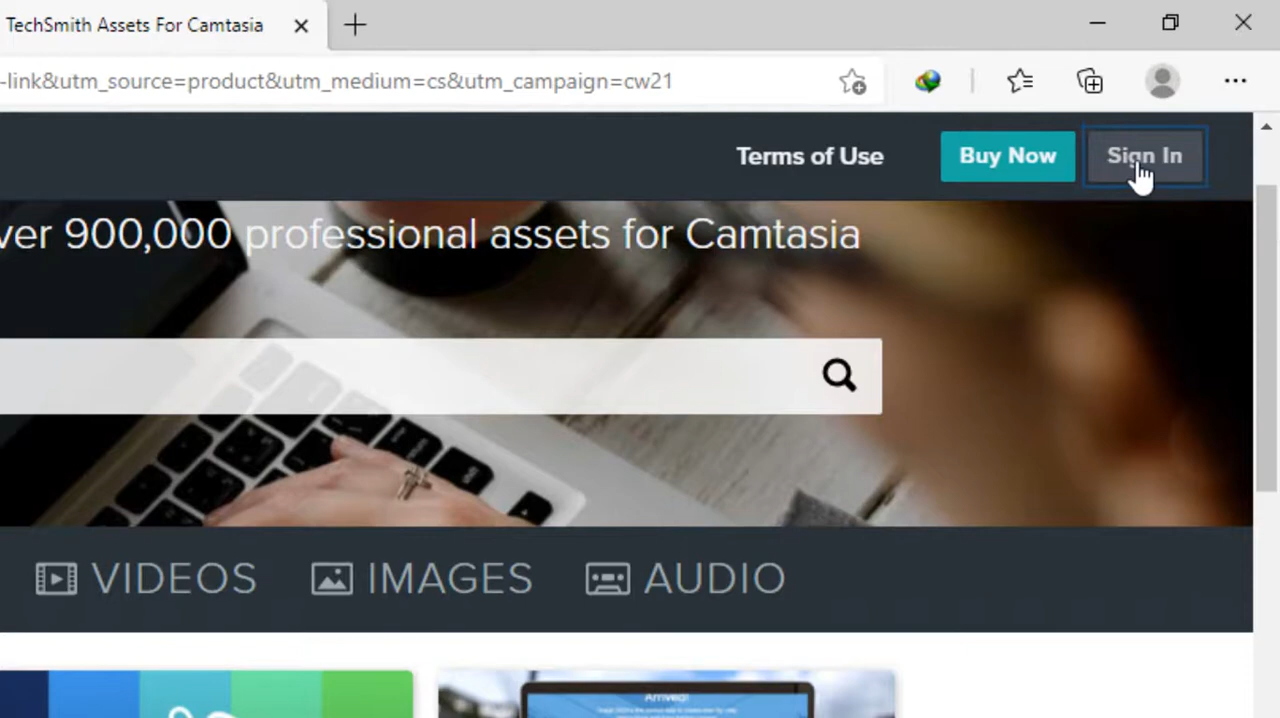 TechSmith Assets For Camtasia
-link&utm_source=product&utm_medium=cs&utm_campaign=cw21
Terms of Use
Buy Now
Sign In
ver 900,000 professional assets for Camtasia
VIDEOS
IMAGES
AUDIO
Arrived!